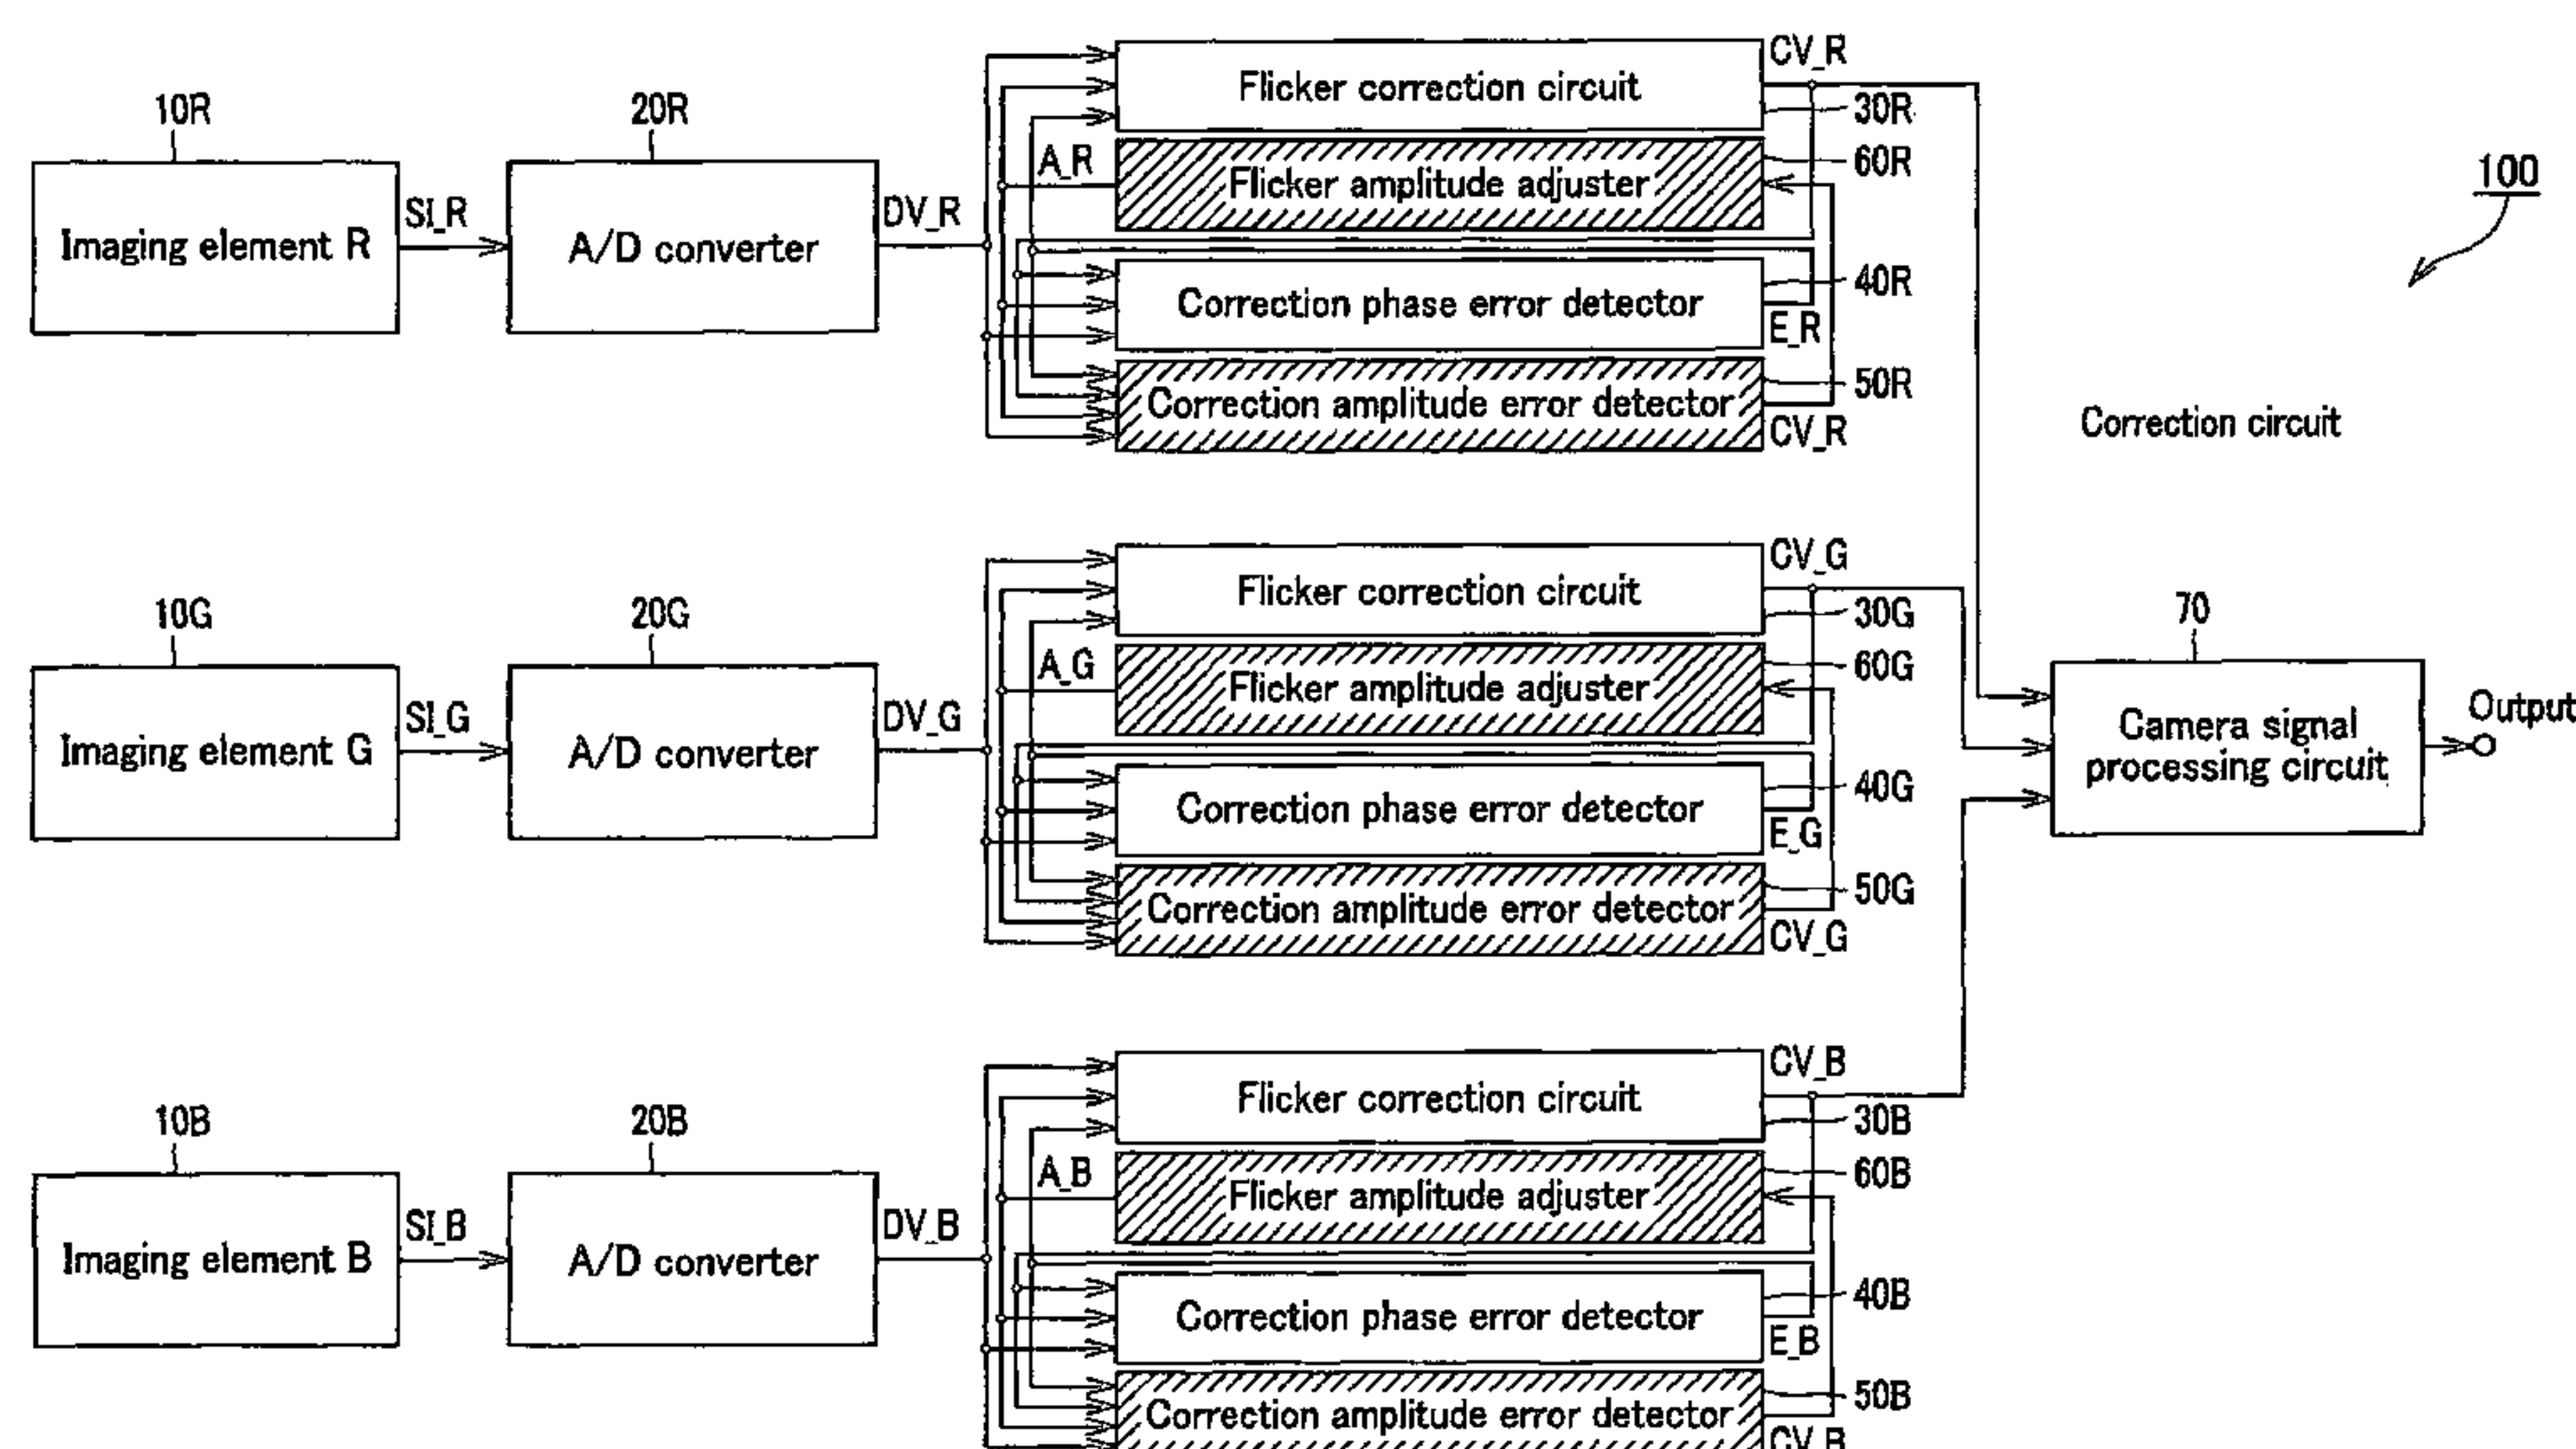 CV_R
10R
20R
Flicker correction circuit
30R
A_R
60R
Flicker amplitude adjuster
100
SI_R
DV_R
Imaging element R
A/D converter
40R
Correction phase error detector
E_R
50R
Correction amplitude error detector
CV_R
Correction circuit
CV_G
10G
20G
Flicker correction circuit
30G
70
A_G
60G
Flicker amplitude adjuster
SI_G
DV_G
Output
Imaging element G
A/D converter
Camera signal
processing circuit
40G
Correction phase error detector
E_G
50G
Correction amplitude error detector
CV_G
CV_B
10B
20B
Flicker correction circuit
30B
A_B
60B
Flicker amplitude adjuster
SI_B
DV_B
Imaging element B
A/D converter
40B
Correction phase error detector
E_B
50B
Correction amplitude error detector
CV_B